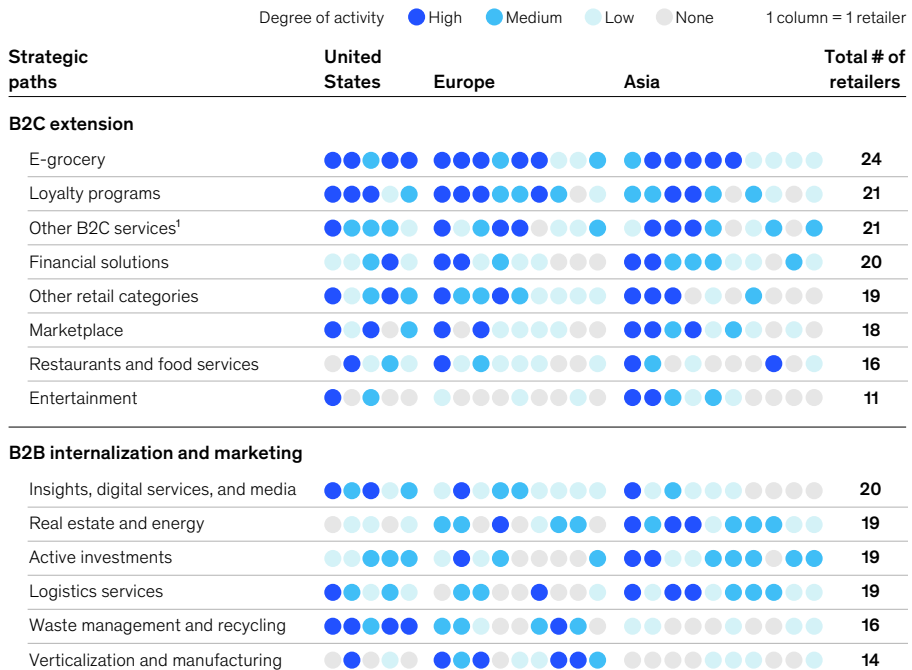 Degree of activity High Medium Low None 1 column = 1 retailer
Strategic United Total # of
paths States Europe Asia retailers
B2C extension
E-grocery 24
Loyalty programs 21
Other B2C services¹ 21
Financial solutions 20
Other retail categories 19
Marketplace 18
Restaurants and food services 16
Entertainment 11
B2B internalization and marketing
Insights, digital services, and media 20
Real estate and energy 19
Active investments 19
Logistics services 19
Waste management and recycling 16
Verticalization and manufacturing 14